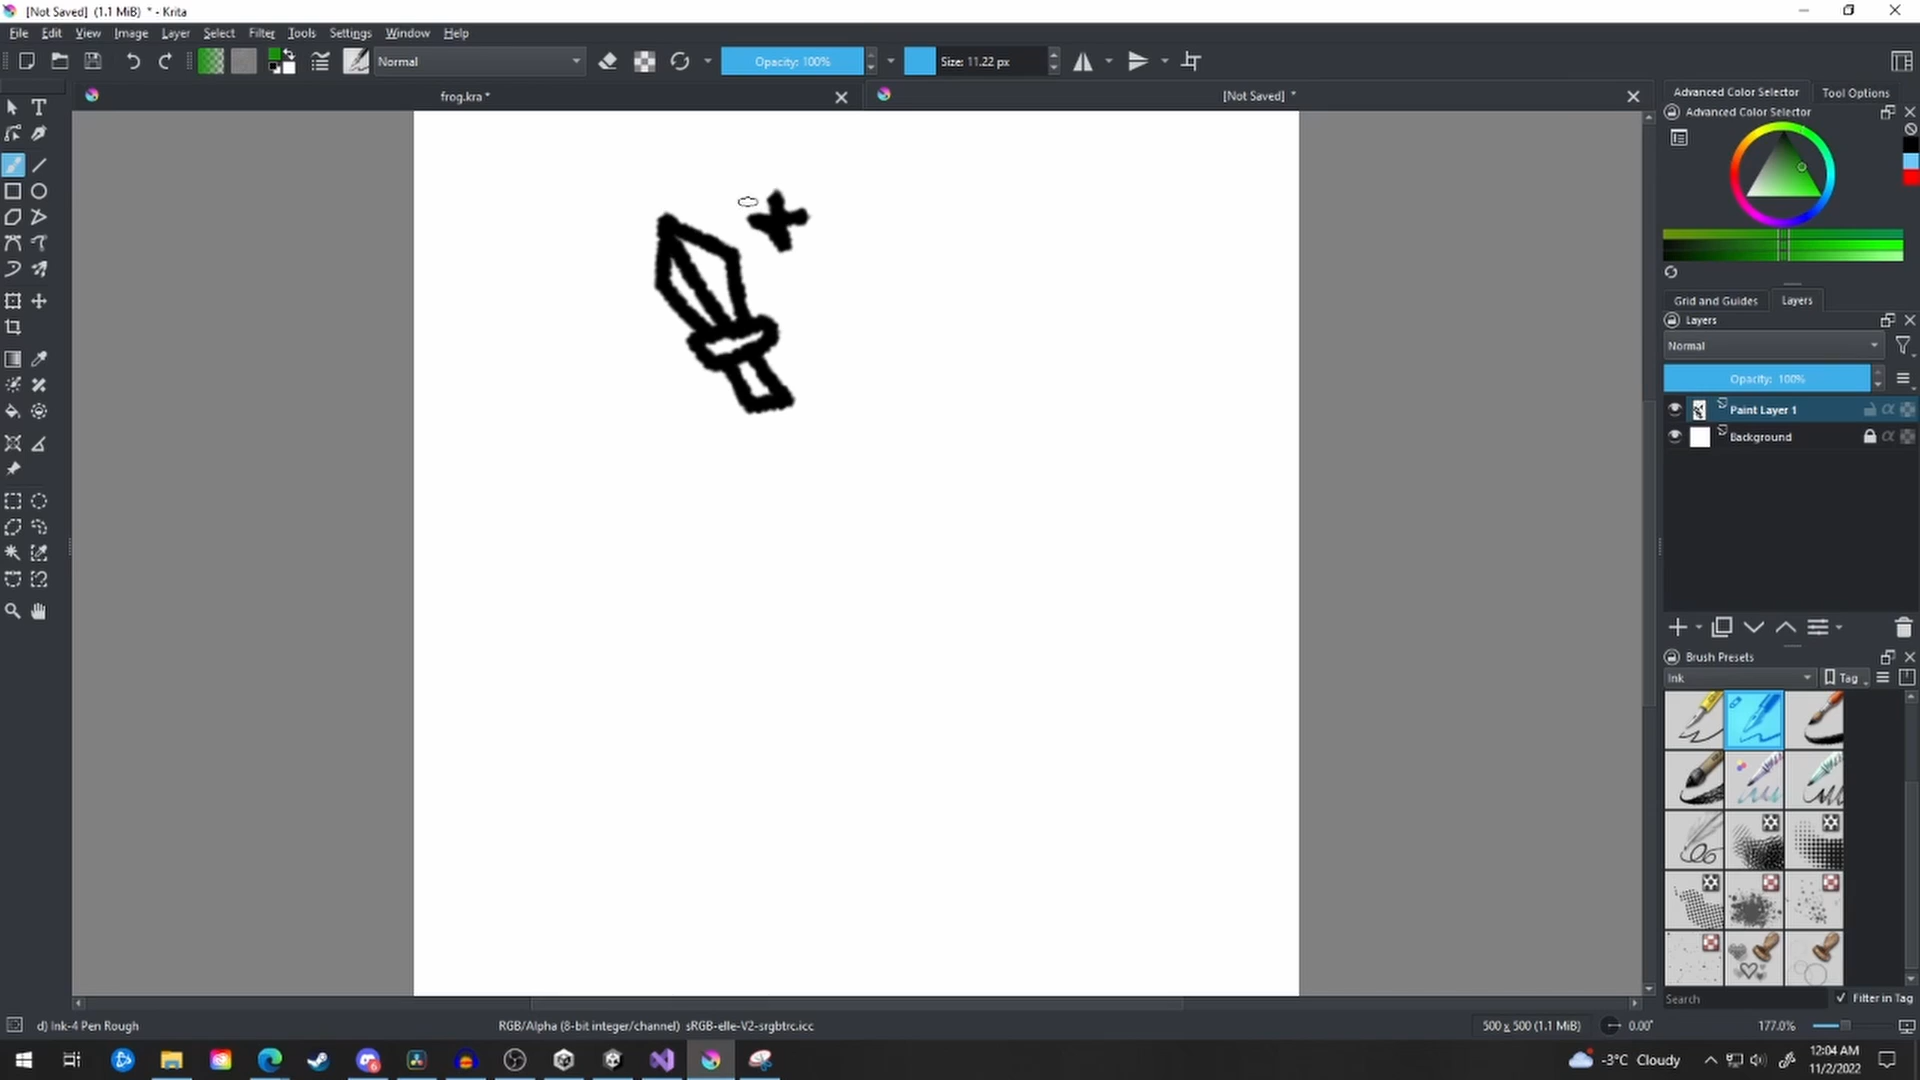 [Not Saved] (1.1 MiB) * - Krita
File Edit View Image Layer Select Filter Tools Settings Window Help
Normal Opacity: 100% Size: 11.22 px
frog.kra * [Not Saved] *
Advanced Color Selector Tool Options
Advanced Color Selector
Grid and Guides Layers
Layers
Normal
Opacity: 100%
Paint Layer 1
Background
Brush Presets
Ink Tag
Search Filter in Tag
d) Ink-4 Pen Rough RGB/Alpha (8-bit integer/channel) sRGB-elle-V2-srgbtrc.icc 500 x 500 (1.1 MiB) 0.00° 177.0%
-3°C Cloudy 12:04 AM
11/2/2022